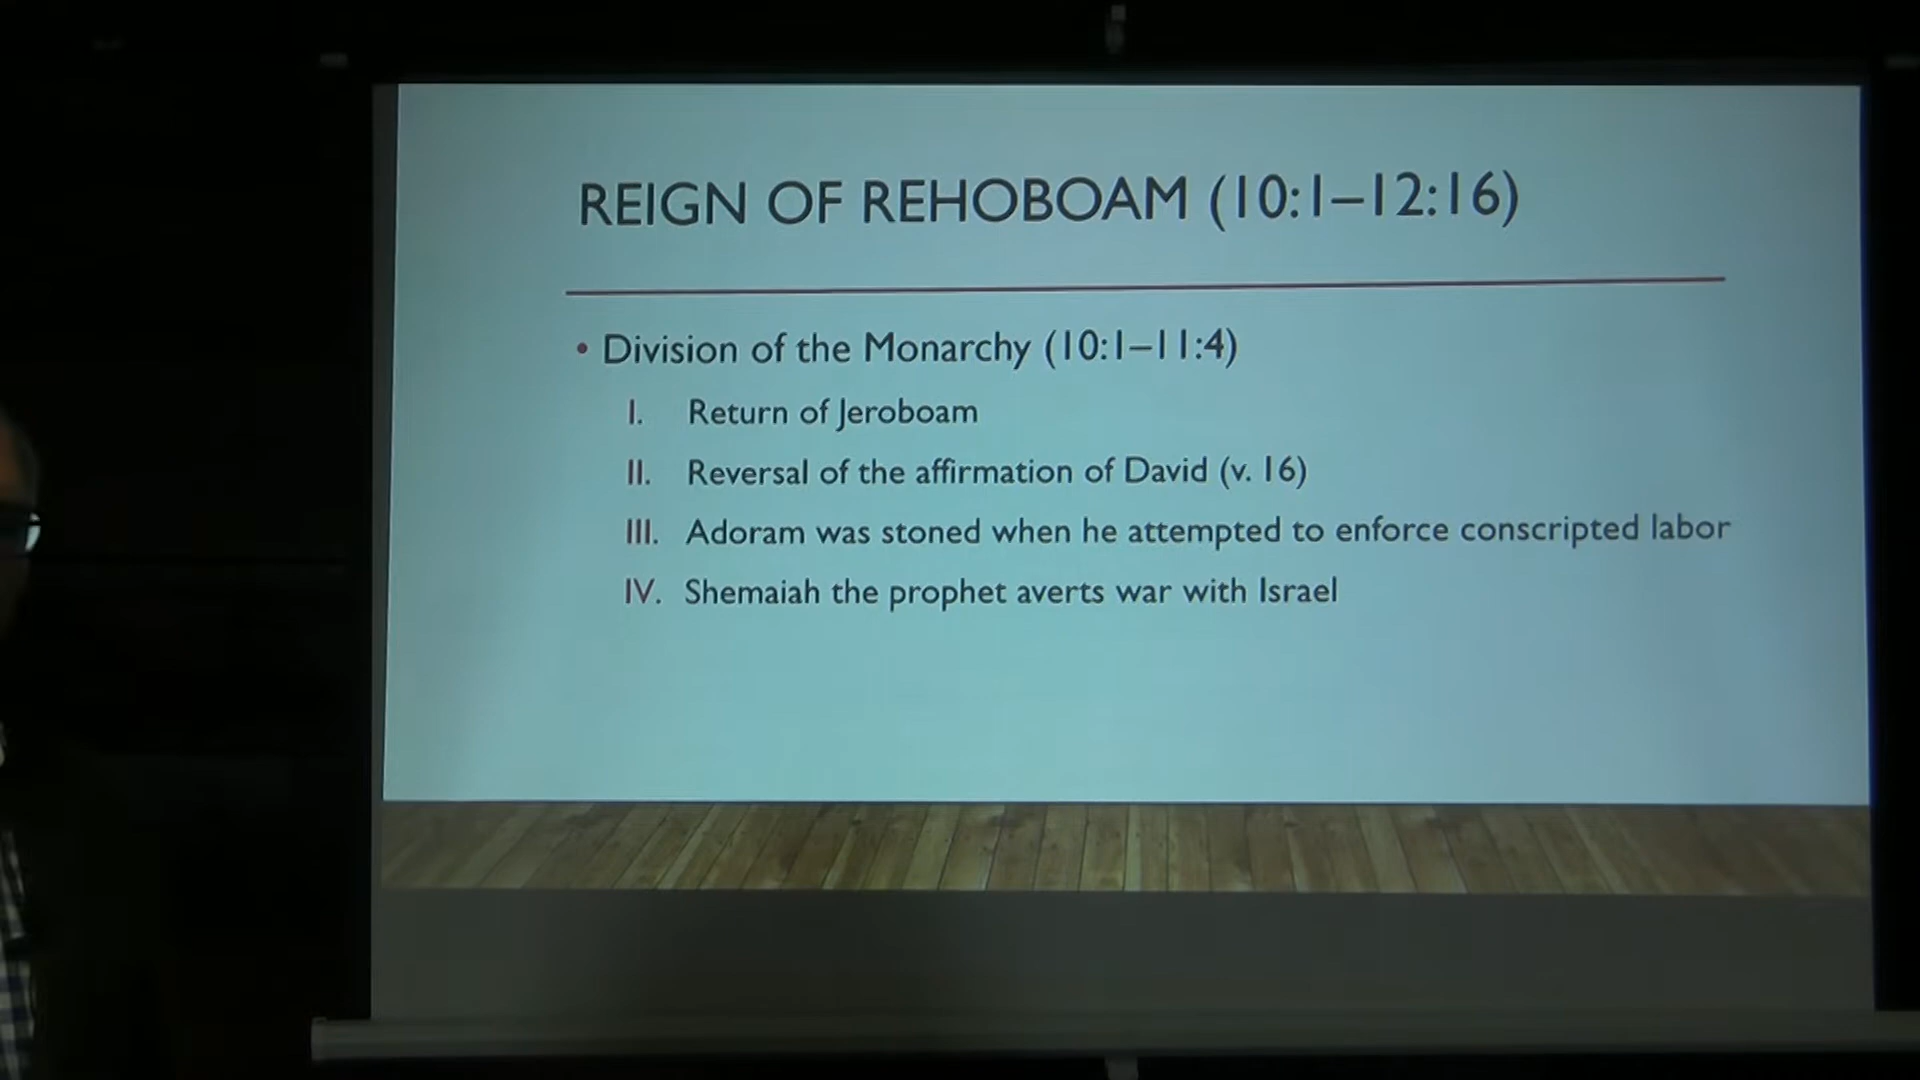 REIGN OF REHOBOAM (10:1–12:16)
• Division of the Monarchy (10:1–11:4)
I. Return of Jeroboam
II. Reversal of the affirmation of David (v. 16)
III. Adoram was stoned when he attempted to enforce conscripted labor
IV. Shemaiah the prophet averts war with Israel